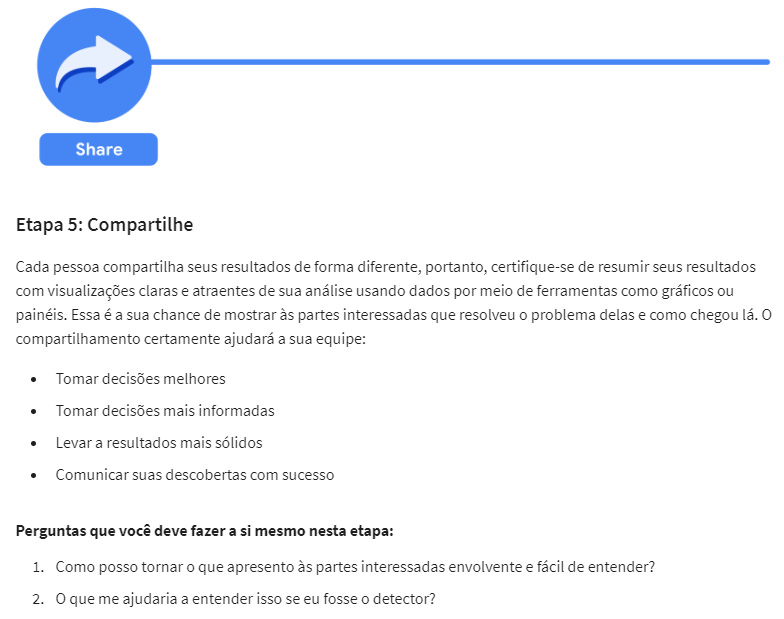 Share
Etapa 5: Compartilhe
Cada pessoa compartilha seus resultados de forma diferente, portanto, certifique-se de resumir seus resultados
com visualizações claras e atraentes de sua análise usando dados por meio de ferramentas como gráficos ou
painéis. Essa é a sua chance de mostrar às partes interessadas que resolveu o problema delas e como chegou lá. O
compartilhamento certamente ajudará a sua equipe:
• Tomar decisões melhores
• Tomar decisões mais informadas
• Levar a resultados mais sólidos
• Comunicar suas descobertas com sucesso
Perguntas que você deve fazer a si mesmo nesta etapa:
1. Como posso tornar o que apresento às partes interessadas envolvente e fácil de entender?
2. O que me ajudaria a entender isso se eu fosse o detector?